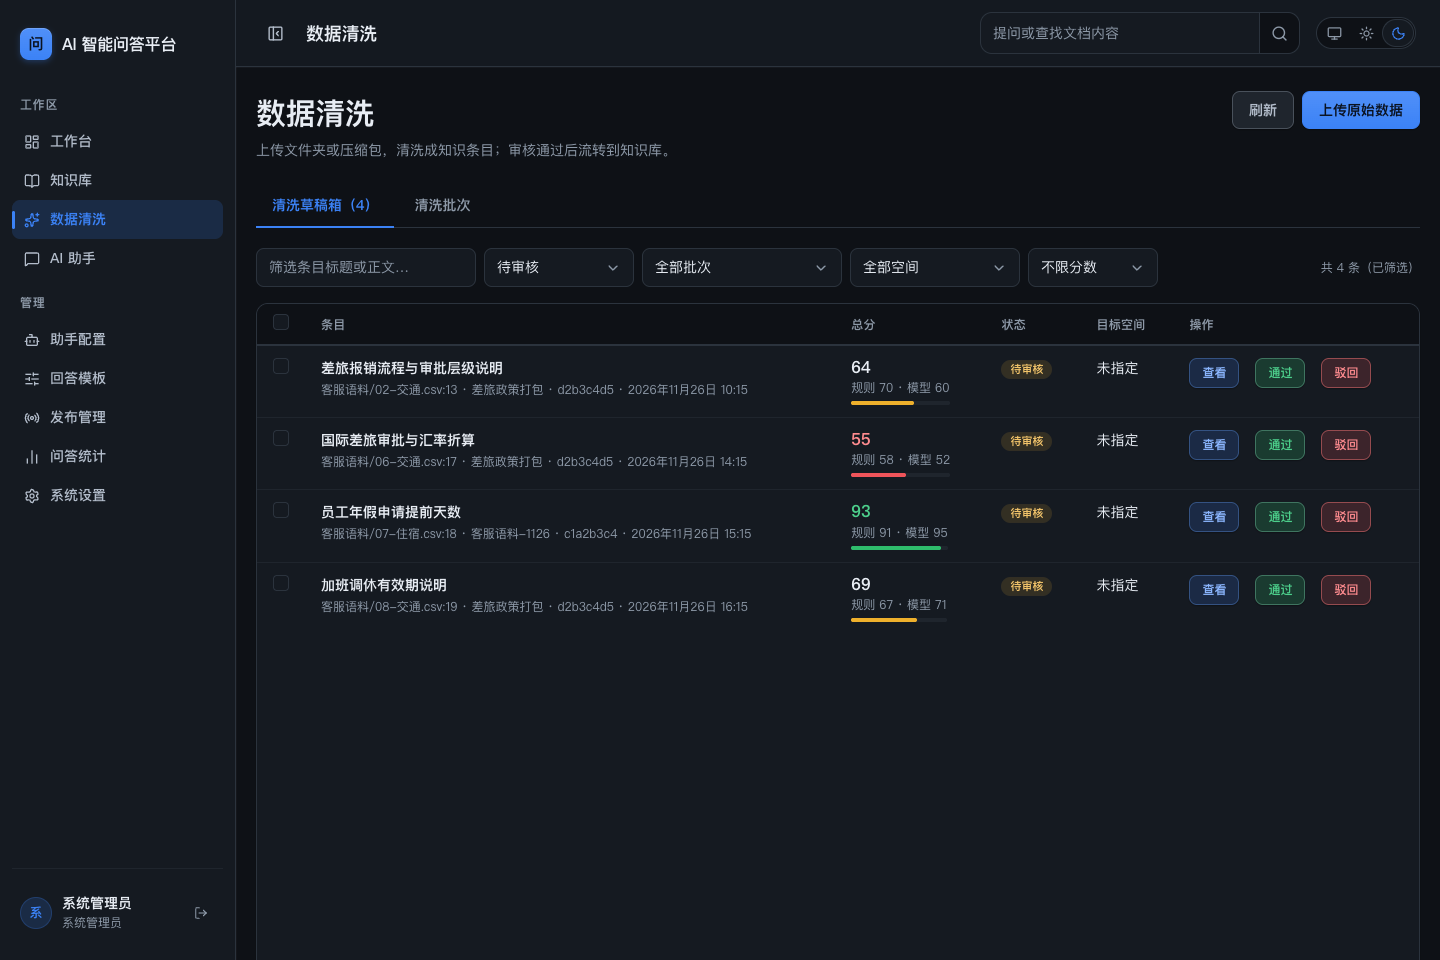 问 AI 智能问答平台
工作区
工作台
知识库
数据清洗
AI 助手
管理
助手配置
回答模板
发布管理
问答统计
系统设置
系 系统管理员
系统管理员
数据清洗
提问或查找文档内容
数据清洗
上传文件夹或压缩包，清洗成知识条目；审核通过后流转到知识库。
刷新 上传原始数据
清洗草稿箱（4） 清洗批次
筛选条目标题或正文… 待审核 全部批次 全部空间 不限分数 共 4 条（已筛选）
条目 总分 状态 目标空间 操作
差旅报销流程与审批层级说明 64 待审核 未指定 查看 通过 驳回
客服语料/02-交通.csv:13 · 差旅政策打包 · d2b3c4d5 · 2026年11月26日 10:15 规则 70 · 模型 60
国际差旅审批与汇率折算 55 待审核 未指定 查看 通过 驳回
客服语料/06-交通.csv:17 · 差旅政策打包 · d2b3c4d5 · 2026年11月26日 14:15 规则 58 · 模型 52
员工年假申请提前天数 93 待审核 未指定 查看 通过 驳回
客服语料/07-住宿.csv:18 · 客服语料-1126 · c1a2b3c4 · 2026年11月26日 15:15 规则 91 · 模型 95
加班调休有效期说明 69 待审核 未指定 查看 通过 驳回
客服语料/08-交通.csv:19 · 差旅政策打包 · d2b3c4d5 · 2026年11月26日 16:15 规则 67 · 模型 71